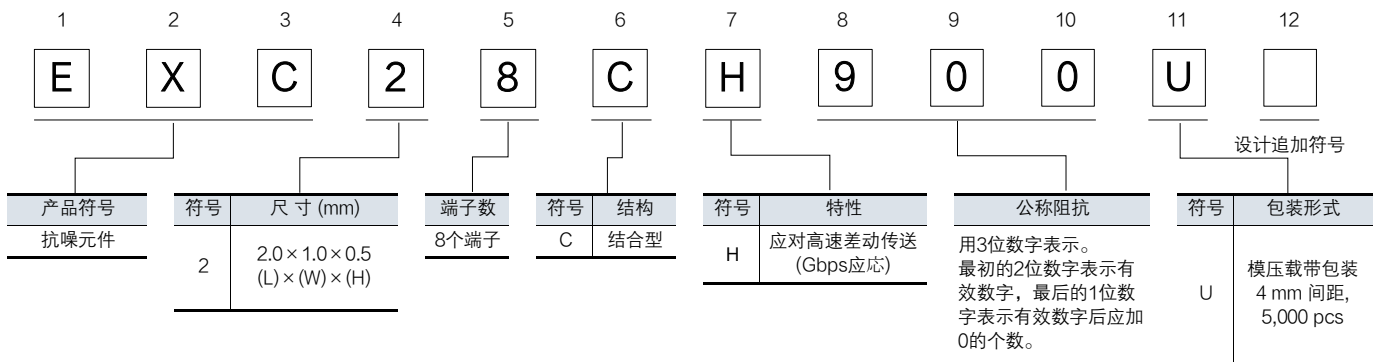 1 2 3 4 5 6 7 8 9 10 11 12
E X C 2 8 C H 9 0 0 U
设计追加符号
产品符号
抗噪元件
符号 尺 寸 (mm)
2 2.0×1.0×0.5
(L)×(W)×(H)
端子数
8个端子
符号 结构
C 结合型
符号 特性
H 应对高速差动传送
(Gbps应応)
公称阻抗
用3位数字表示。
最初的2位数字表示有
效数字，最后的1位数
字表示有效数字后应加
0的个数。
符号 包装形式
U 模压载带包装
4 mm 间距,
5,000 pcs